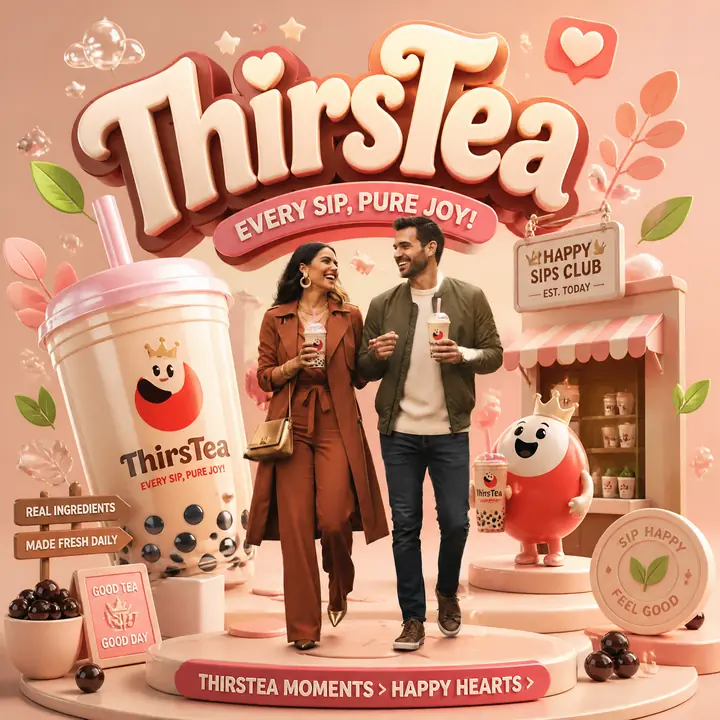 ThirsTea
EVERY SIP, PURE JOY!
HAPPY
SIPS CLUB
EST. TODAY
ThirsTea
EVERY SIP, PURE JOY!
ThirsTea
REAL INGREDIENTS
MADE FRESH DAILY
GOOD TEA
GOOD DAY
SIP HAPPY
FEEL GOOD
THIRSTEA MOMENTS > HAPPY HEARTS >